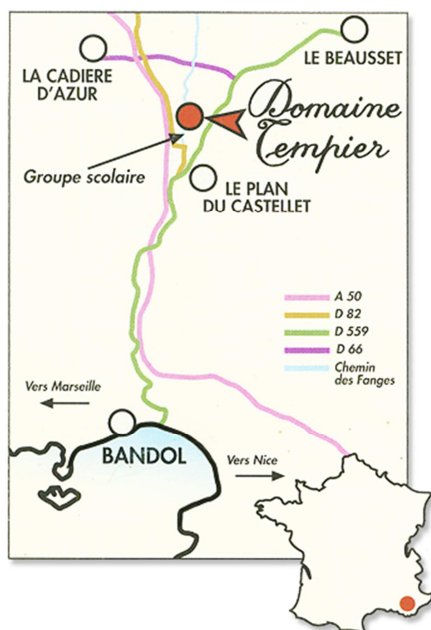 LE BEAUSSET
LA CADIERE
D'AZUR
Domaine
Tempier
Groupe scolaire
LE PLAN
DU CASTELLET
A 50
D 82
D 559
D 66
Chemin
des Fanges
Vers Marseille
BANDOL
Vers Nice